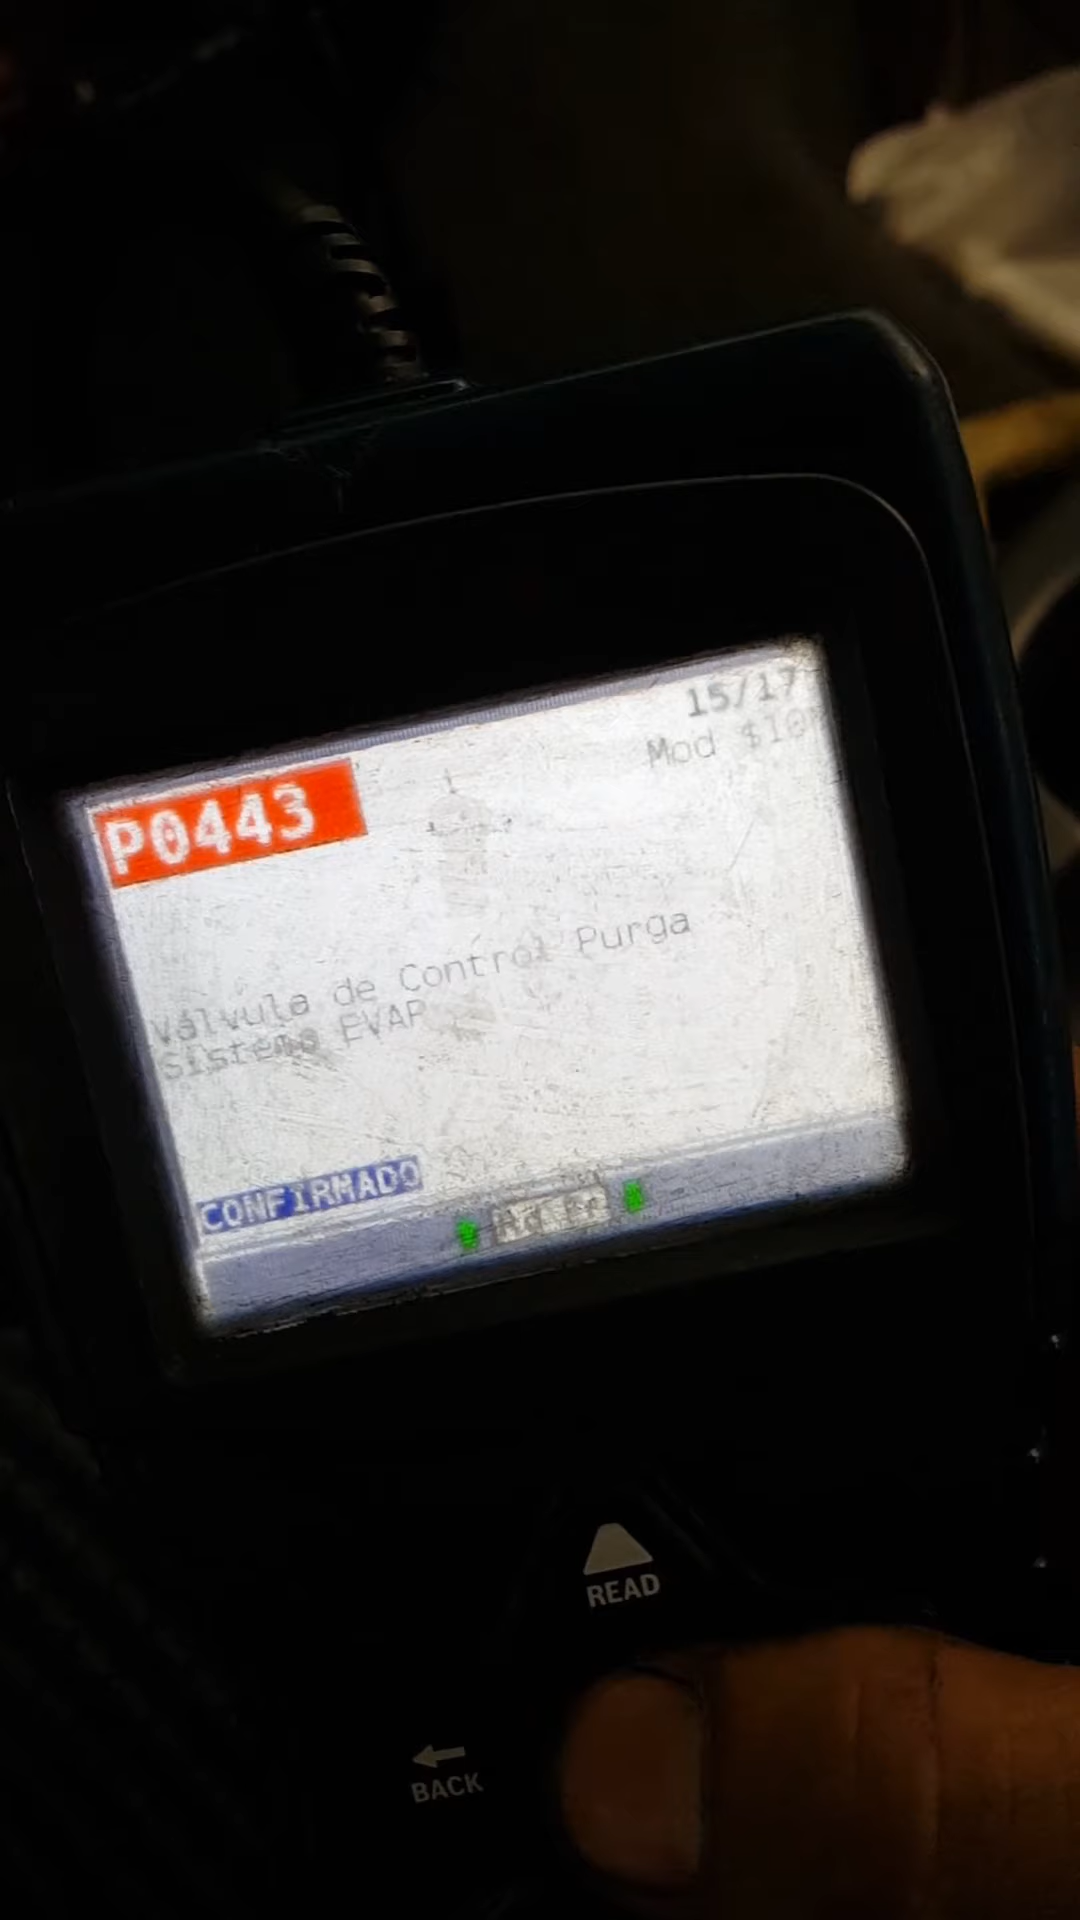 15/17
Mod $10
P0443
Válvula de Control Purga
Sistema EVAP
CONFIRMADO
READ
BACK